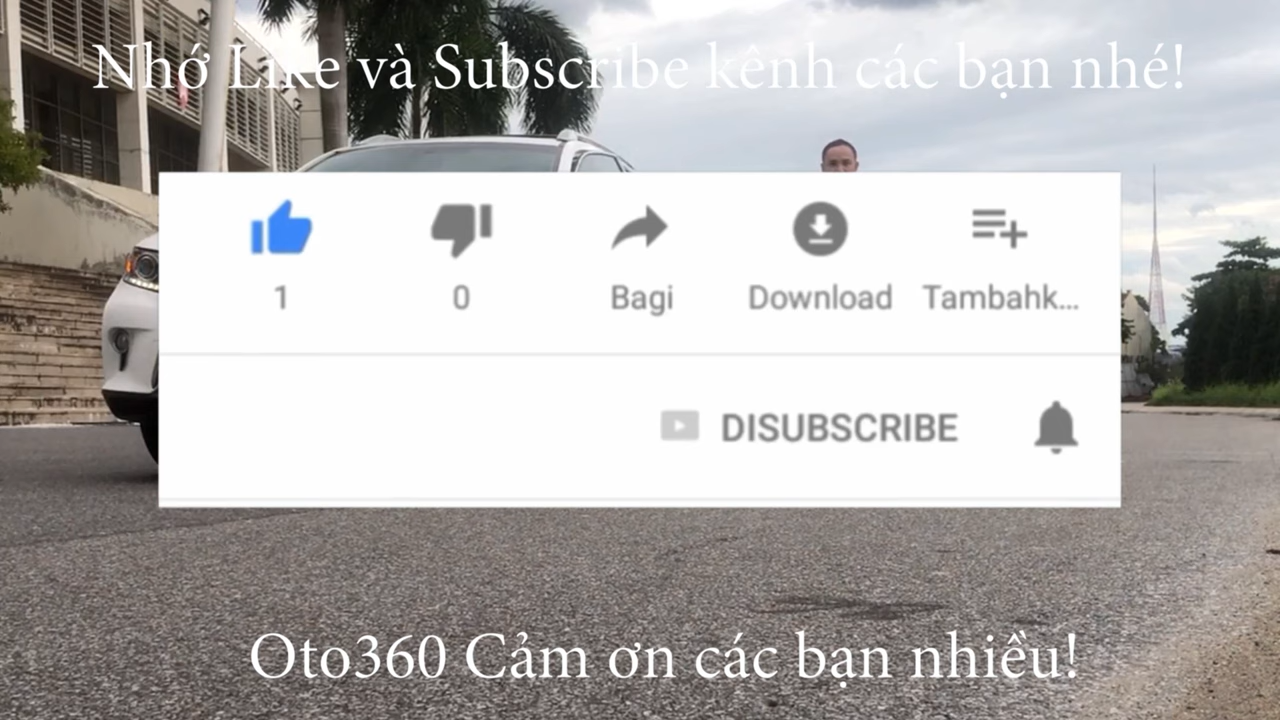 Nhớ Like và Subscribe kênh các bạn nhé!
1 0 Bagi Download Tambahk...
DISUBSCRIBE
Oto360 Cảm ơn các bạn nhiều!